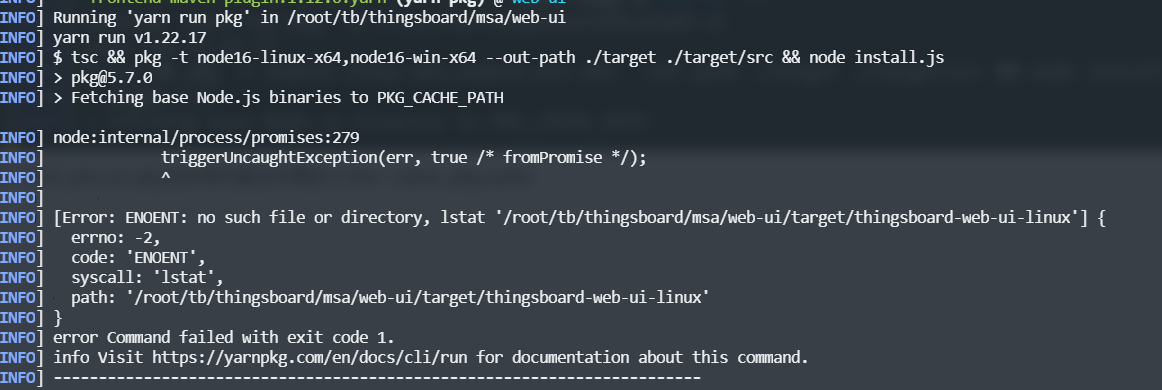 INFO]     frontend-maven-plugin:1.12.0:yarn (yarn pkg) @ web-ui
INFO] Running 'yarn run pkg' in /root/tb/thingsboard/msa/web-ui
INFO] yarn run v1.22.17
INFO] $ tsc && pkg -t node16-linux-x64,node16-win-x64 --out-path ./target ./target/src && node install.js
INFO] > pkg@5.7.0
INFO] > Fetching base Node.js binaries to PKG_CACHE_PATH
INFO] node:internal/process/promises:279
INFO]             triggerUncaughtException(err, true /* fromPromise */);
INFO]             ^
INFO]
INFO] [Error: ENOENT: no such file or directory, lstat '/root/tb/thingsboard/msa/web-ui/target/thingsboard-web-ui-linux'] {
INFO]   errno: -2,
INFO]   code: 'ENOENT',
INFO]   syscall: 'lstat',
INFO]   path: '/root/tb/thingsboard/msa/web-ui/target/thingsboard-web-ui-linux'
INFO] }
INFO] error Command failed with exit code 1.
INFO] info Visit https://yarnpkg.com/en/docs/cli/run for documentation about this command.
INFO] ------------------------------------------------------------------------